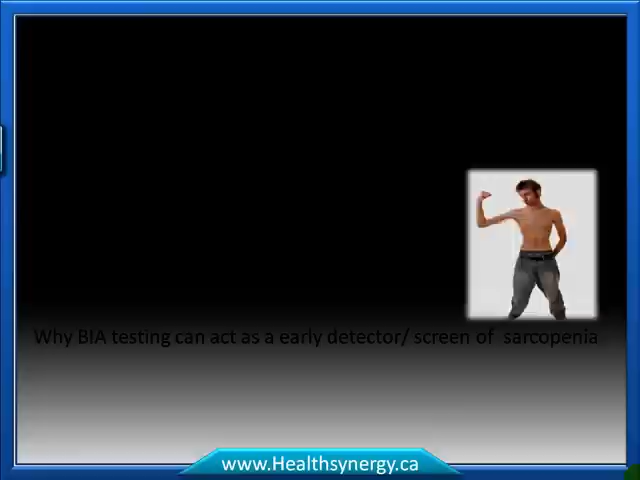 Why BIA testing can act as a early detector/ screen of sarcopenia
www.Healthsynergy.ca